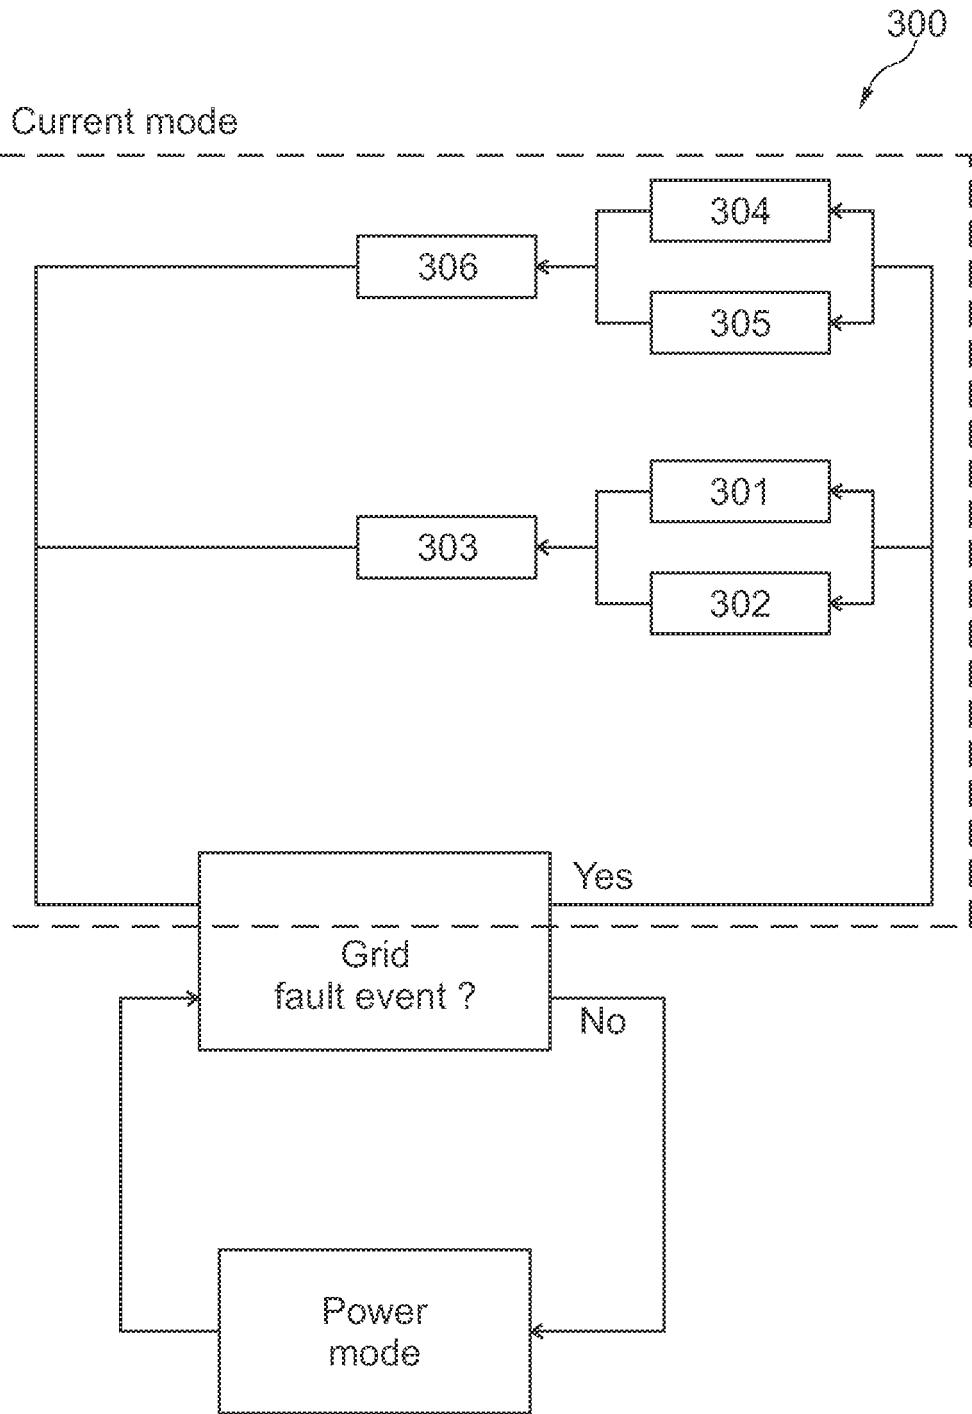 300
Current mode
304
306
305
301
303
302
Yes
Grid
fault event ?
No
Power
mode